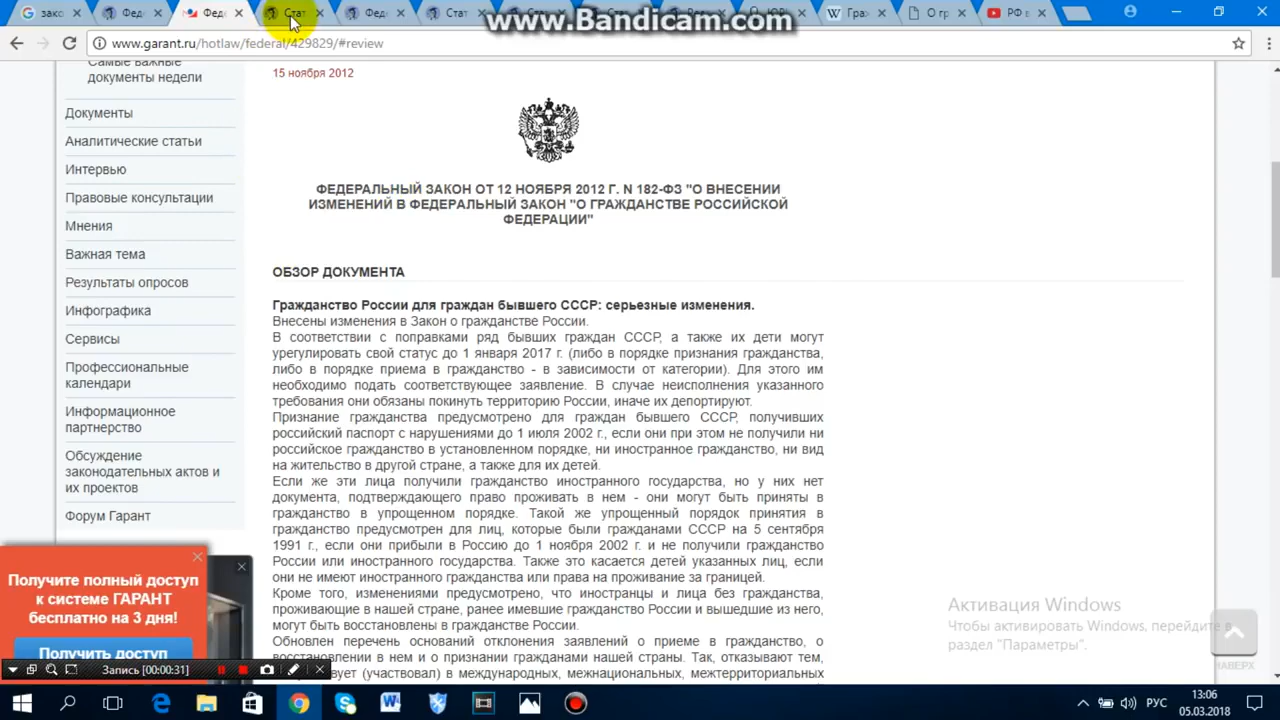 www.Bandicam.com
зако
Феде
Феде
Стат
Феде
Стат
Граж
О гр
РФ в
www.garant.ru/hotlaw/federal/429829/#review
Самые важные
документы недели
Документы
Аналитические статьи
Интервью
Правовые консультации
Мнения
Важная тема
Результаты опросов
Инфографика
Сервисы
Профессиональные
календари
Информационное
партнерство
Обсуждение
законодательных актов и
их проектов
Форум Гарант
15 ноября 2012
ФЕДЕРАЛЬНЫЙ ЗАКОН ОТ 12 НОЯБРЯ 2012 Г. N 182-ФЗ "О ВНЕСЕНИИ
ИЗМЕНЕНИЙ В ФЕДЕРАЛЬНЫЙ ЗАКОН "О ГРАЖДАНСТВЕ РОССИЙСКОЙ
ФЕДЕРАЦИИ"
ОБЗОР ДОКУМЕНТА
Гражданство России для граждан бывшего СССР: серьезные изменения.
Внесены изменения в Закон о гражданстве России.
В соответствии с поправками ряд бывших граждан СССР, а также их дети могут
урегулировать свой статус до 1 января 2017 г. (либо в порядке признания гражданства,
либо в порядке приема в гражданство - в зависимости от категории). Для этого им
необходимо подать соответствующее заявление. В случае неисполнения указанного
требования они обязаны покинуть территорию России, иначе их депортируют.
Признание гражданства предусмотрено для граждан бывшего СССР, получивших
российский паспорт с нарушениями до 1 июля 2002 г., если они при этом не получили ни
российское гражданство в установленном порядке, ни иностранное гражданство, ни вид
на жительство в другой стране, а также для их детей.
Если же эти лица получили гражданство иностранного государства, но у них нет
документа, подтверждающего право проживать в нем - они могут быть приняты в
гражданство в упрощенном порядке. Такой же упрощенный порядок принятия в
гражданство предусмотрен для лиц, которые были гражданами СССР на 5 сентября
1991 г., если они прибыли в Россию до 1 ноября 2002 г. и не получили гражданство
России или иностранного государства. Также это касается детей указанных лиц, если
они не имеют иностранного гражданства или права на проживание за границей.
Кроме того, изменениями предусмотрено, что иностранцы и лица без гражданства,
проживающие в нашей стране, ранее имевшие гражданство России и вышедшие из него,
могут быть восстановлены в гражданстве России.
Обновлен перечень оснований отклонения заявлений о приеме в гражданство, о
восстановлении в нем и о признании гражданами нашей страны. Так, отказывают тем,
(участвовал) в международных, межнациональных, межтерриториальных
Получите полный доступ
к системе ГАРАНТ
бесплатно на 3 дня!
Получить доступ
Запись [00:00:31]
Активация Windows
Чтобы активировать Windows, перейдите в
раздел "Параметры".
НАВЕРХ
РУС
13:06
05.03.2018